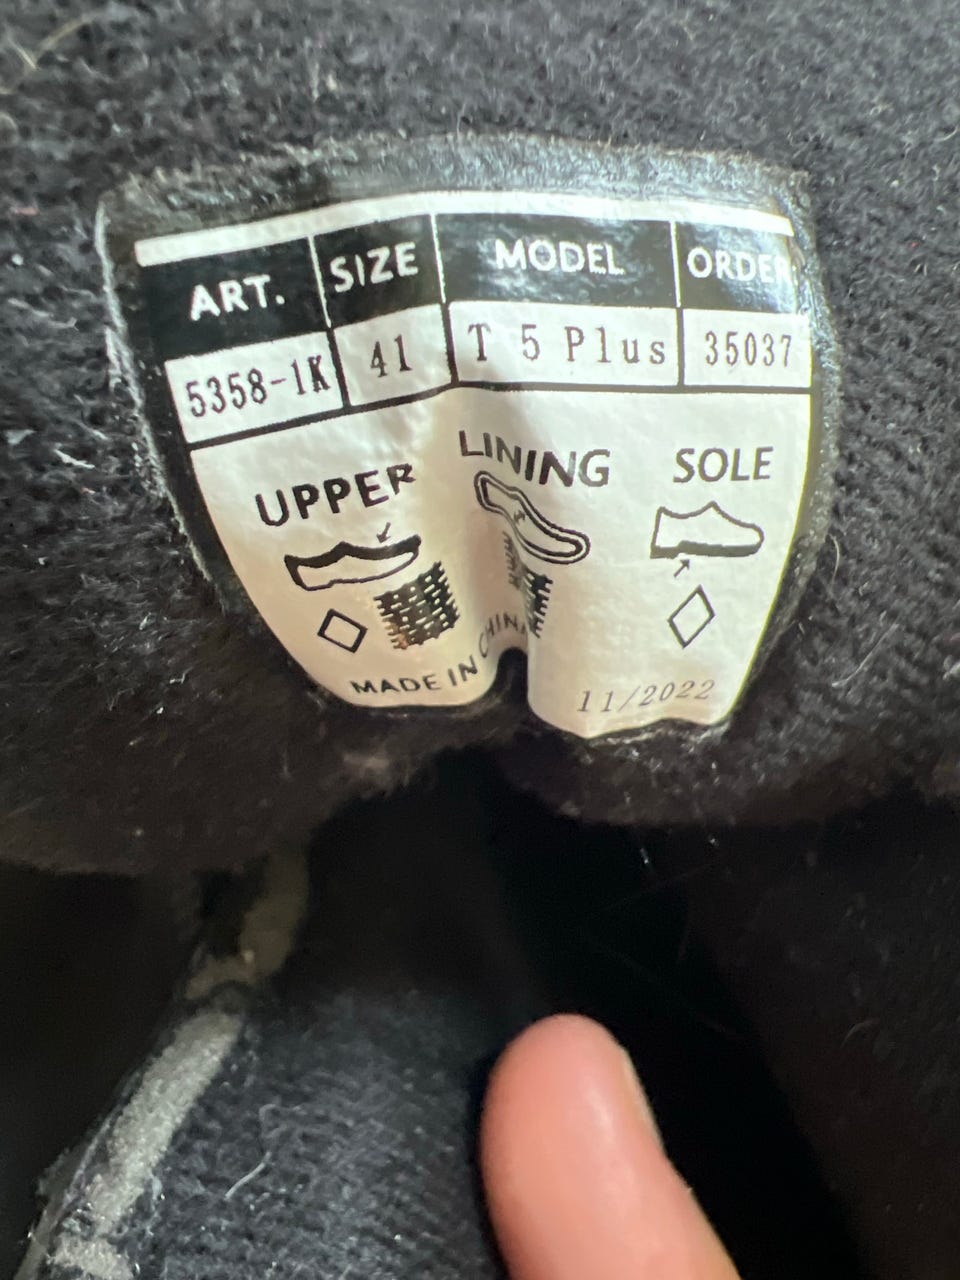 ART. SIZE MODEL ORDER
5358-1K 41 T 5 Plus 35037
UPPER LINING SOLE
MADE IN CHINA
11/2022